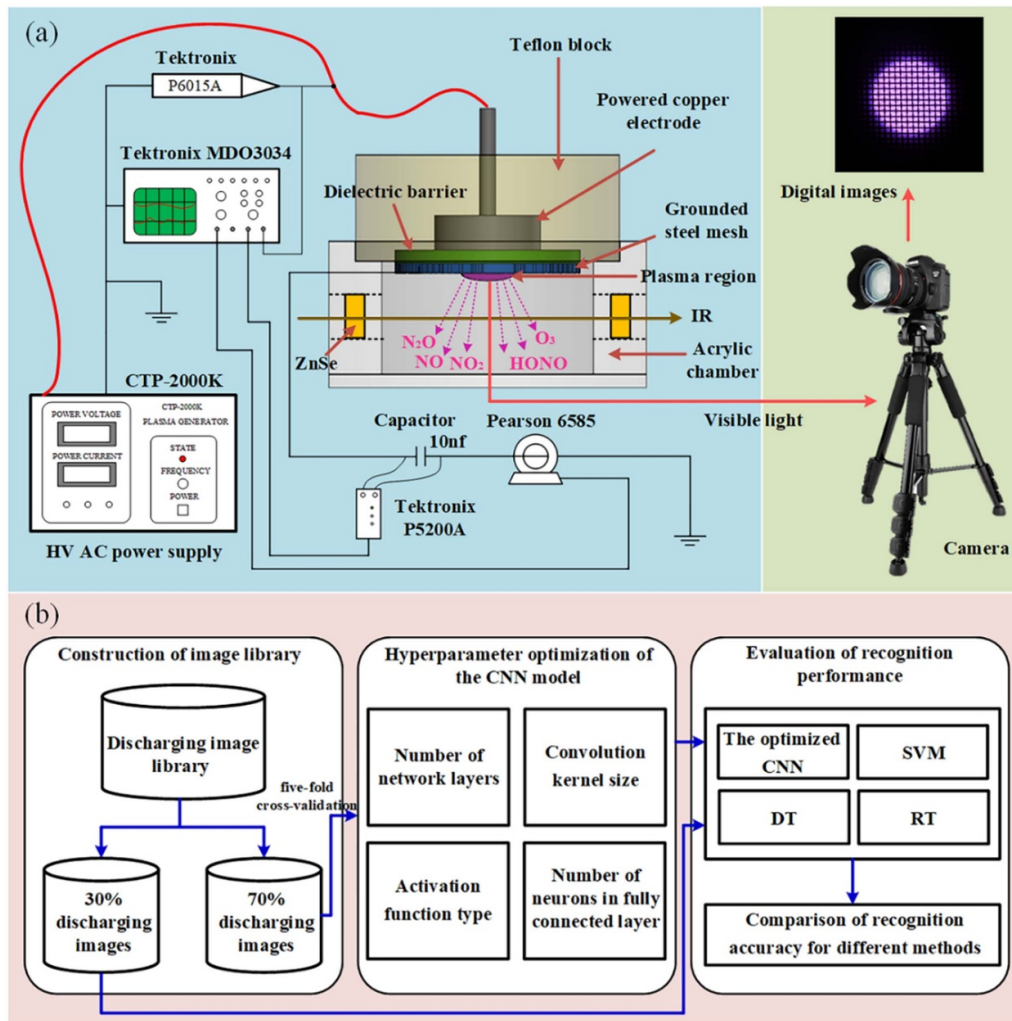 (a)
Tektronix
P6015A
Tektronix MDO3034
Teflon block
Powered copper
electrode
Dielectric barrier
Grounded
steel mesh
Plasma region
IR
N₂O
NO
NO₂
HONO
O₃
ZnSe
Acrylic
chamber
Visible light
Digital images
Camera
CTP-2000K
POWER VOLTAGE
POWER CURRENT
CTP-2000K
PLASMA GENERATOR
STATE
FREQUENCY
POWER
HV AC power supply
Capacitor
10nf
Pearson 6585
Tektronix
P5200A
(b)
Construction of image library
Discharging image
library
five-fold
cross-validation
30%
discharging
images
70%
discharging
images
Hyperparameter optimization of
the CNN model
Number of
network layers
Convolution
kernel size
Activation
function type
Number of
neurons in fully
connected layer
Evaluation of recognition
performance
The optimized
CNN
SVM
DT
RT
Comparison of recognition
accuracy for different methods